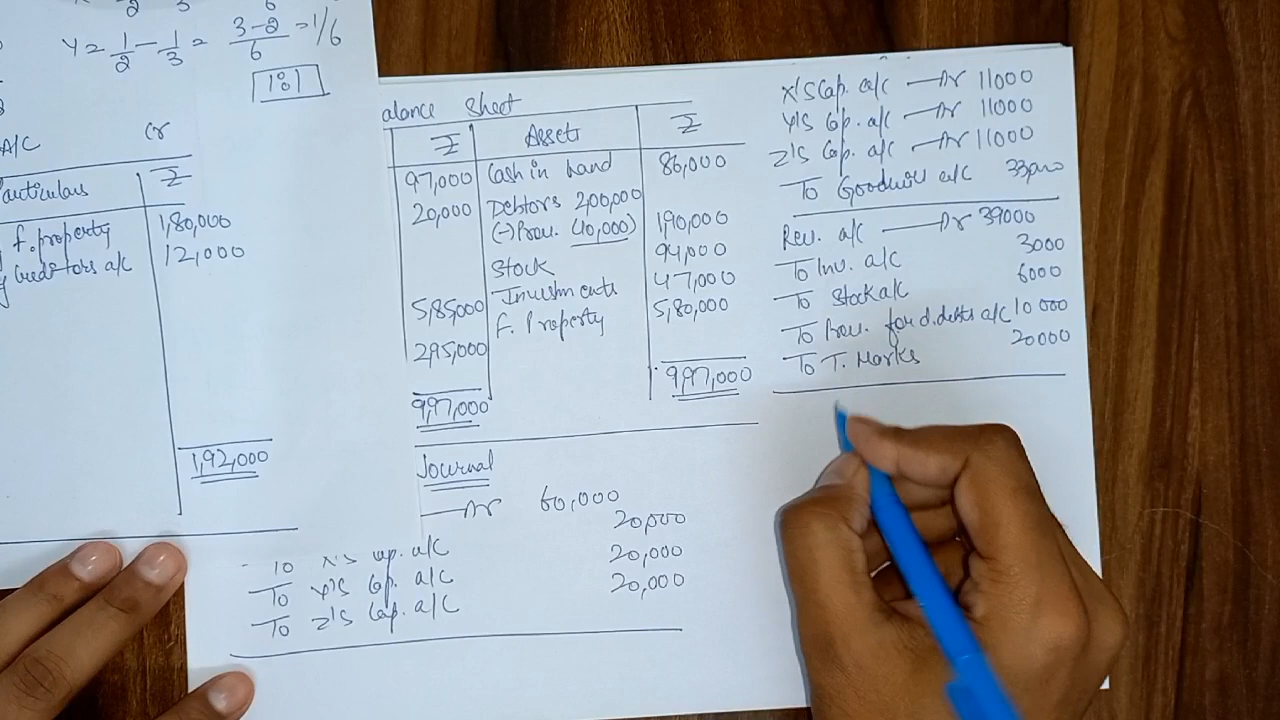 Y = 1/2 - 1/3 = 3-2/6 = 1/6
1:1
A/C Cr
Particulars ₹
f. property 1,80,000
creditors a/c 12,000
1,92,000
alance Sheet
₹ Assets ₹
97,000 Cash in hand 86,000
20,000 Debtors 2,00,000
(-) Prov. (10,000) 1,90,000
Stock 94,000
5,85,000 Investments 47,000
295,000 F. Property 5,80,000
9,97,000 9,97,000
Journal
Dr 60,000
20,000
To X's cap. a/c 20,000
To Y's Cap. a/c 20,000
To Z's Cap. a/c
X's Cap. a/c — Dr 11000
Y's Cap. a/c — Dr 11000
Z's Cap. a/c — Dr 11000
To Goodwill a/c 33000
Rev. a/c — Dr 39000
To Inv. a/c 3000
To Stock a/c 6000
To Prov. for d.debts a/c 10 000
To T. Marks 20000